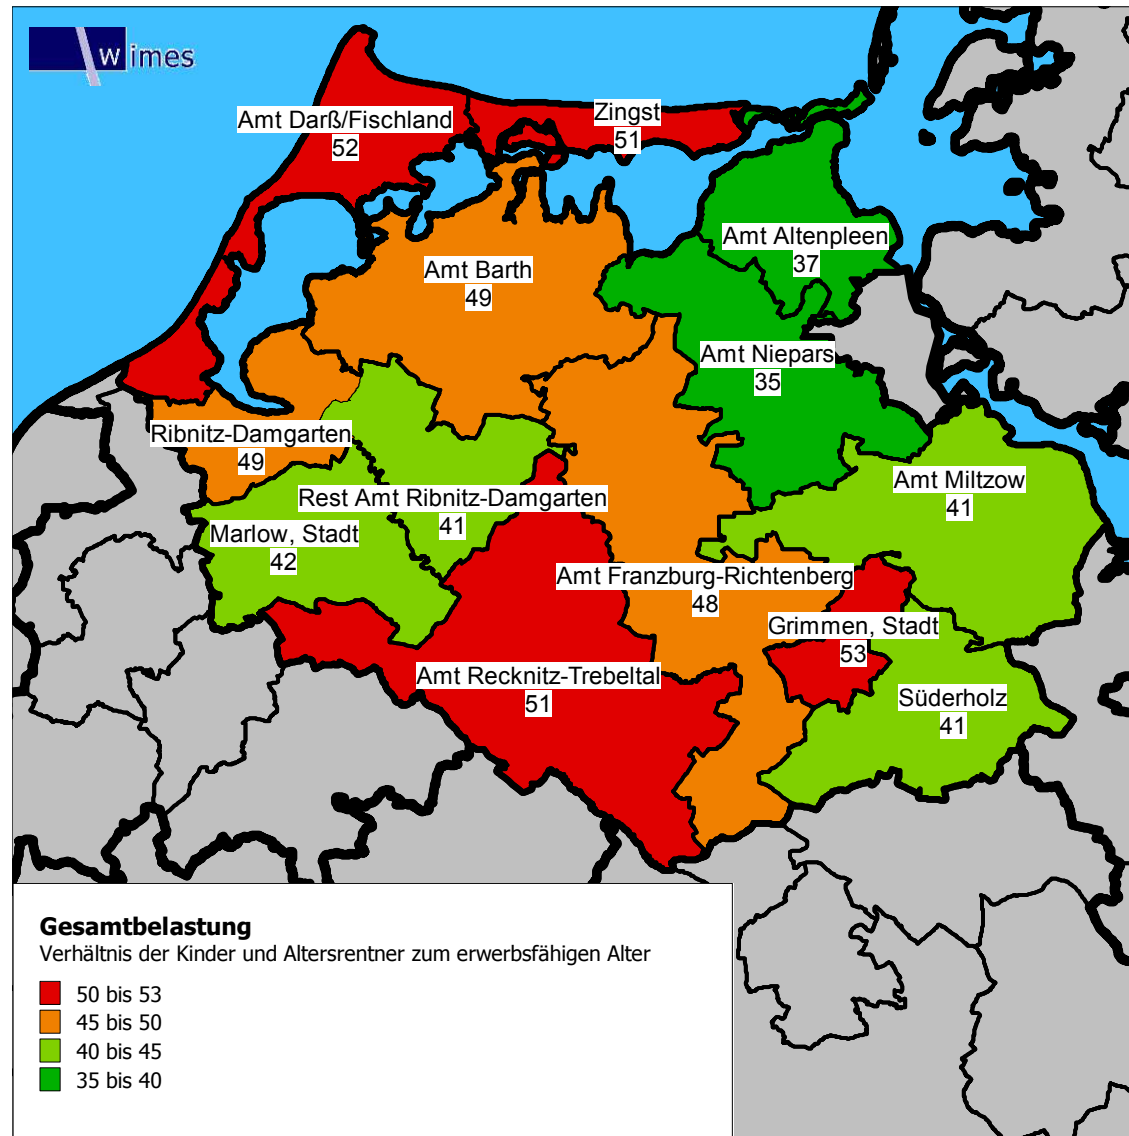 wimes
Amt Darß/Fischland
52
Zingst
51
Amt Altenpleen
37
Amt Barth
49
Amt Niepars
35
Ribnitz-Damgarten
49
Amt Miltzow
41
Rest Amt Ribnitz-Damgarten
41
Marlow, Stadt
42
Amt Franzburg-Richtenberg
48
Grimmen, Stadt
53
Amt Recknitz-Trebeltal
51
Süderholz
41
Gesamtbelastung
Verhältnis der Kinder und Altersrentner zum erwerbsfähigen Alter
50 bis 53
45 bis 50
40 bis 45
35 bis 40